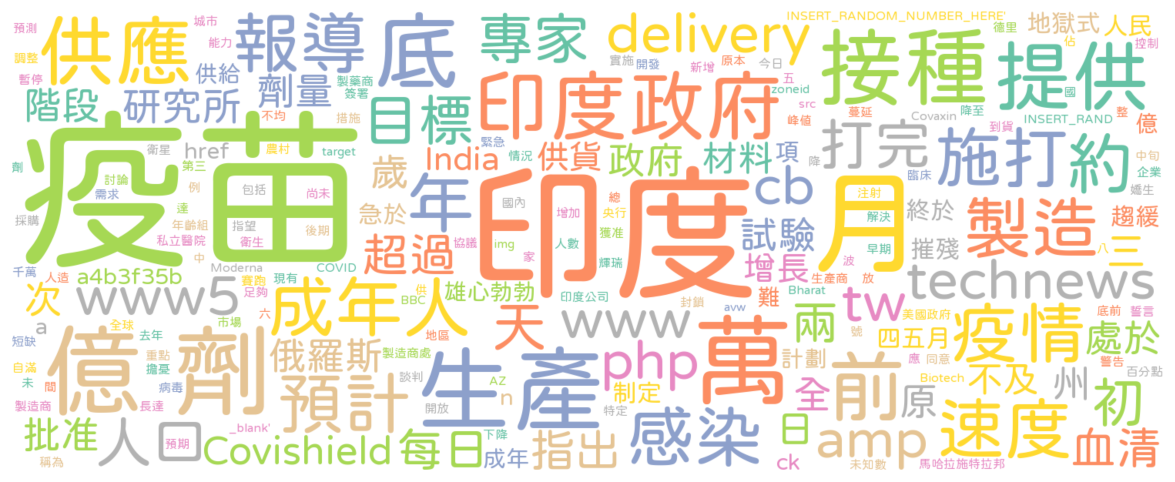 預測
城市
供應
報導
底
專家
delivery
INSERT_RANDOM_NUMBER_HERE'
德里
地獄式
人民
佔
控制
調整
能力
暫停
供給
製藥商
簽署
實施
開發
原本
新增
今日
五
接種
提供
階段
研究所
劑量
不均
措施
目標
印度政府
zoneid
src
峰值
蔓延
Covaxin
降至
國
整
億
INSERT_RAND
到貨
疫苗
衛星
href
農村
target
第三
緊急
情況
India
供貨
政府
材料
項
降
打完
施打
約
中旬
企業
嬌生
臨床
劑
討論
需求
例
包括
尚未
歲
年
印度
國內
總
央行
增加
cb
注射
月
解決
終於
製造
趨緩
採購
達
年齡組
指望
後期
急於
私立醫院
衛生
超過
協議
img
人數
獲准
試驗
早期
八
三
中
家
輝瑞
增長
波
生產商
放
摧殘
千萬
人造
a4b3f35b
賽跑
現有
COVID
Moderna
足夠
雄心勃勃
印度公司
難
Bharat
technews
次
www5
成年人
BBC
供
天
www
封鎖
avw
tw
美國政府
底前
誓言
a
六
市場
地區
萬
兩
號
四五月
疫情
處於
短缺
全球
去年
億
劑
俄羅斯
製造商處
生產
php
計劃
應
同意
警告
自滿
重點
擔憂
未
間
病毒
談判
預計
AZ
n
制定
全
前
Biotech
不及
州
百分點
製造商
長達
開放
特定
原
初
批准
人口
預期
_blank'
Covishield
每日
下降
成年
指出
感染
日
ck
amp
未知數
速度
馬哈拉施特拉邦
血清
稱為